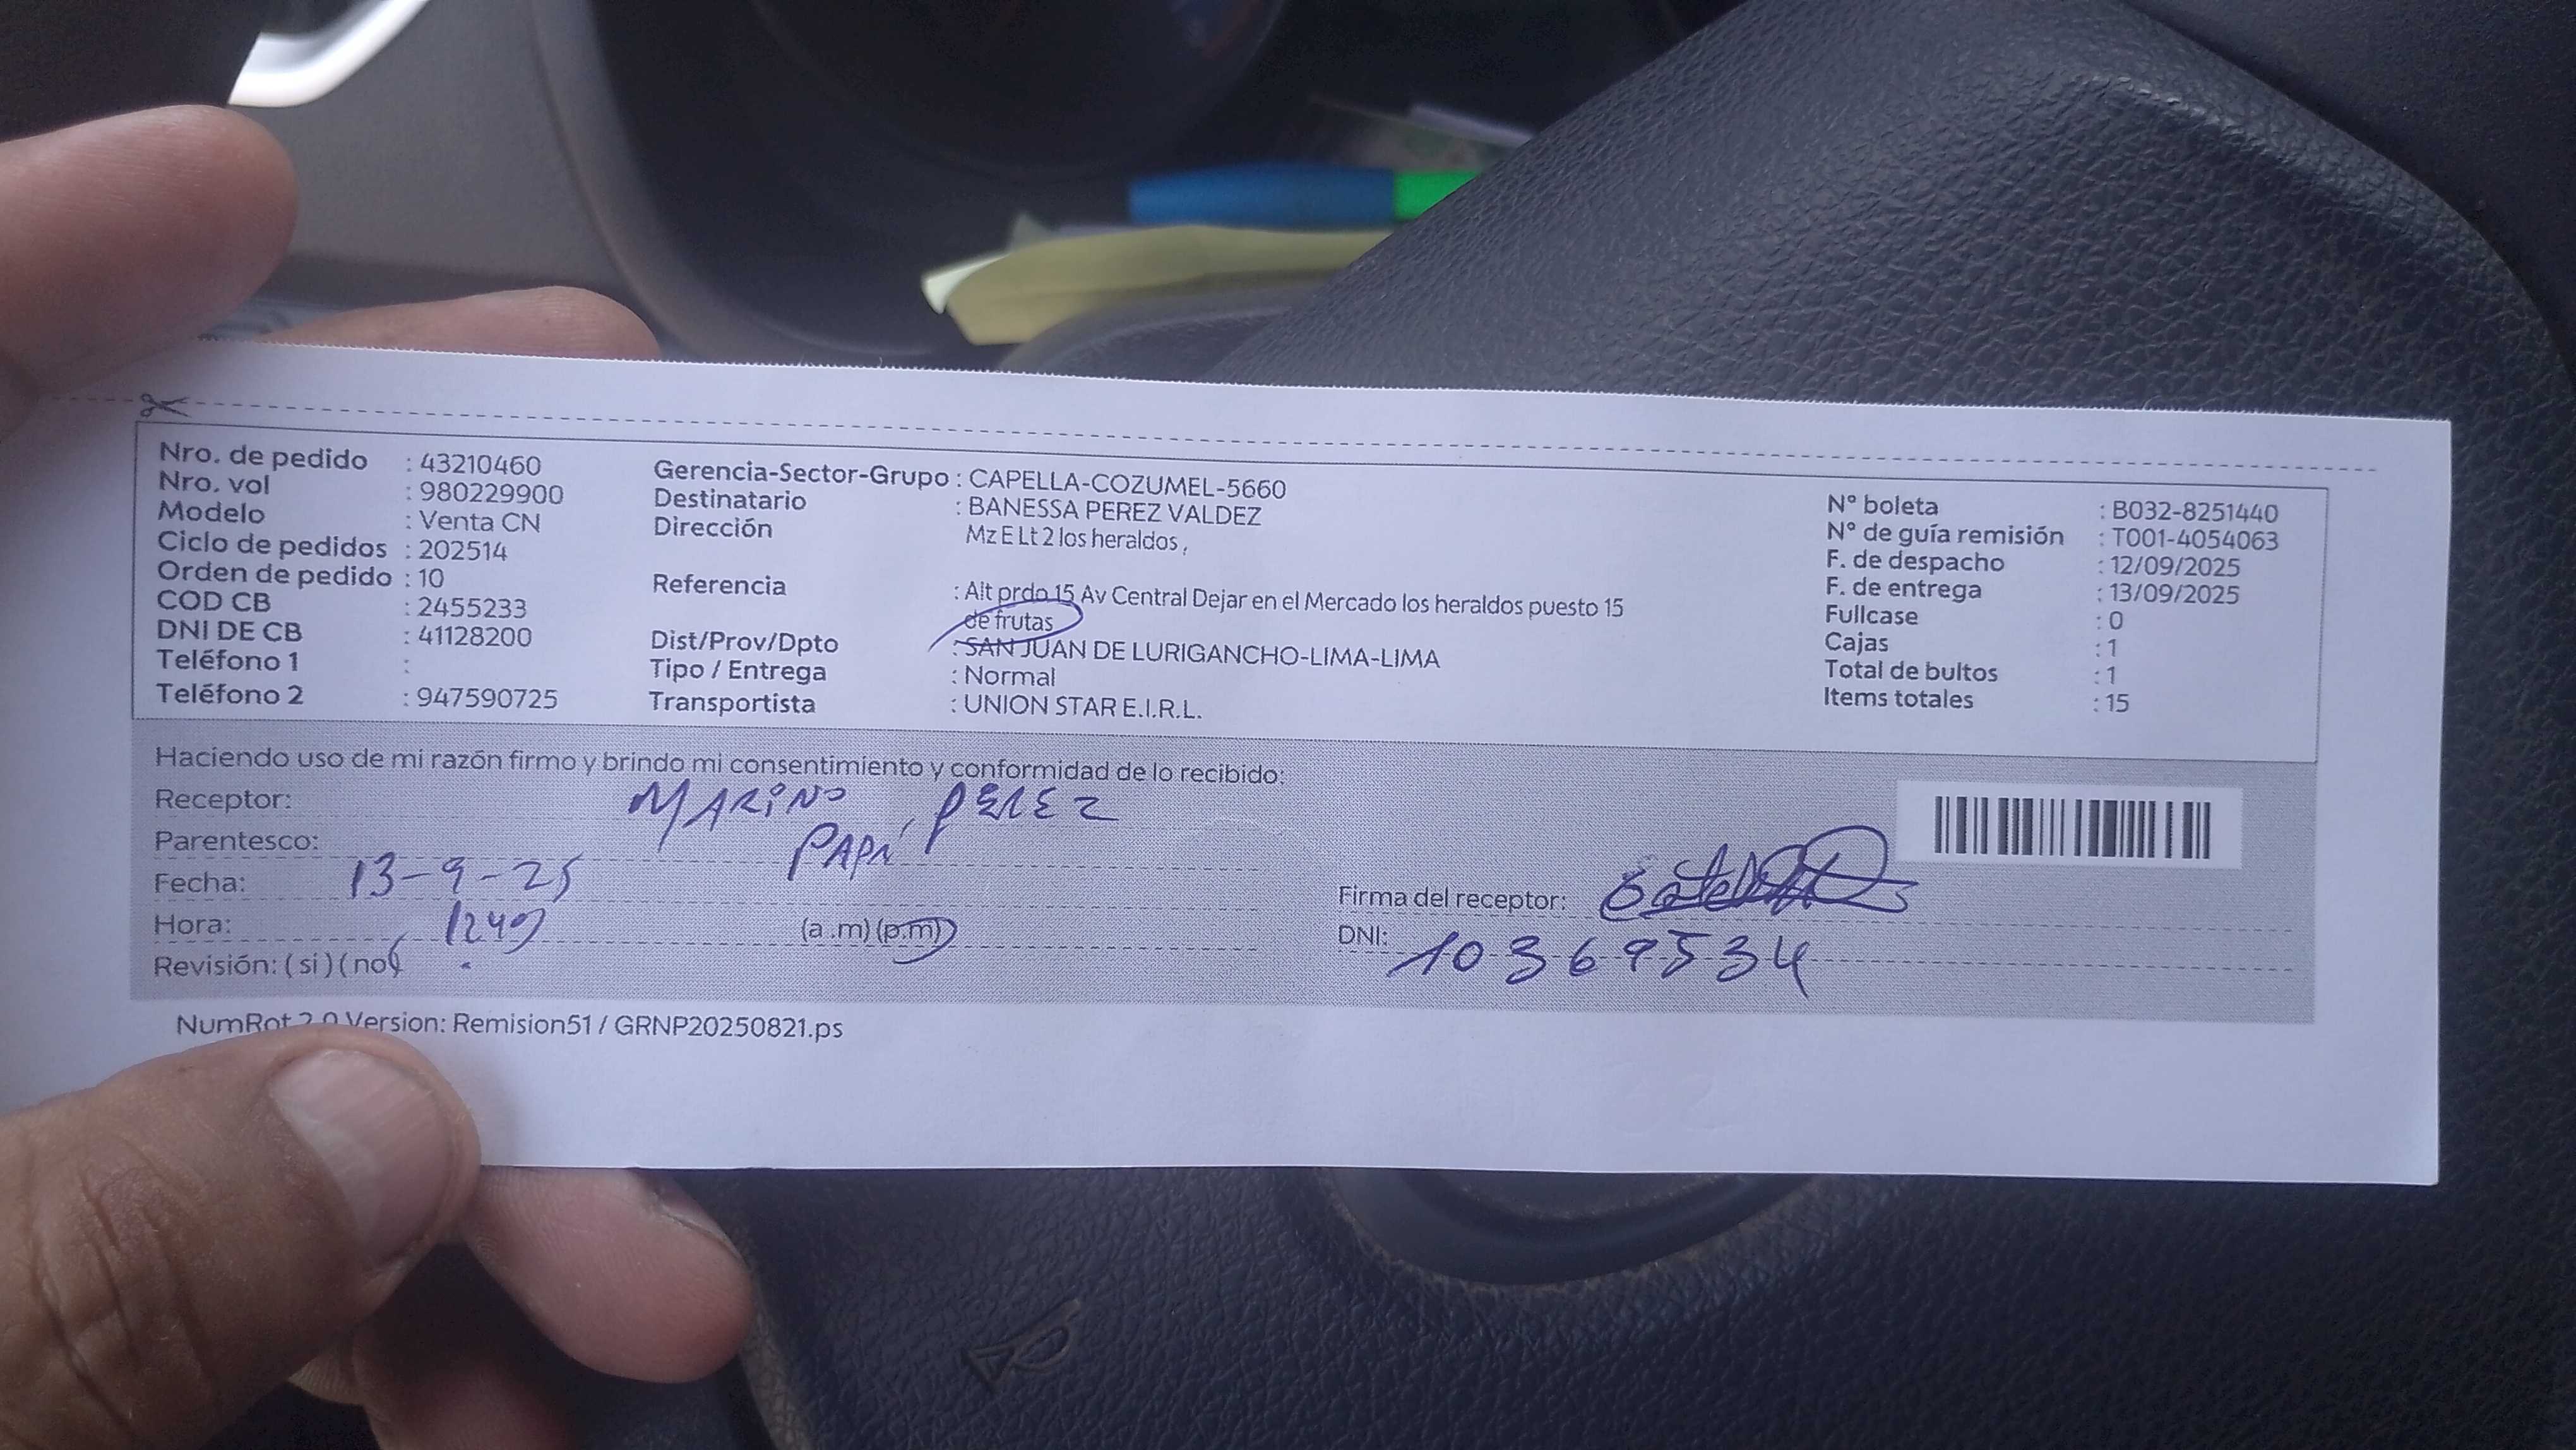 Nro. de pedido : 43210460
Nro. vol : 980229900
Modelo : Venta CN
Ciclo de pedidos : 202514
Orden de pedido : 10
COD CB : 2455233
DNI DE CB : 41128200
Teléfono 1 :
Teléfono 2 : 947590725
Gerencia-Sector-Grupo : CAPELLA-COZUMEL-5660
Destinatario : BANESSA PEREZ VALDEZ
Dirección Mz E Lt 2 los heraldos ,
Referencia : Alt prdo 15 Av Central Dejar en el Mercado los heraldos puesto 15
de frutas
Dist/Prov/Dpto : SAN JUAN DE LURIGANCHO-LIMA-LIMA
Tipo / Entrega : Normal
Transportista : UNION STAR E.I.R.L.
N° boleta : B032-8251440
N° de guía remisión : T001-4054063
F. de despacho : 12/09/2025
F. de entrega : 13/09/2025
Fullcase : 0
Cajas : 1
Total de bultos : 1
Items totales : 15
Haciendo uso de mi razón firmo y brindo mi consentimiento y conformidad de lo recibido:
Receptor: MARINO PEREZ
Parentesco: PAPÁ
Fecha: 13-9-25
Hora: 1249 (a .m) (p.m)
Revisión: ( si ) ( no(
Firma del receptor:
DNI: 10369534
NumRot 2.0 Version: Remision51 / GRNP20250821.ps